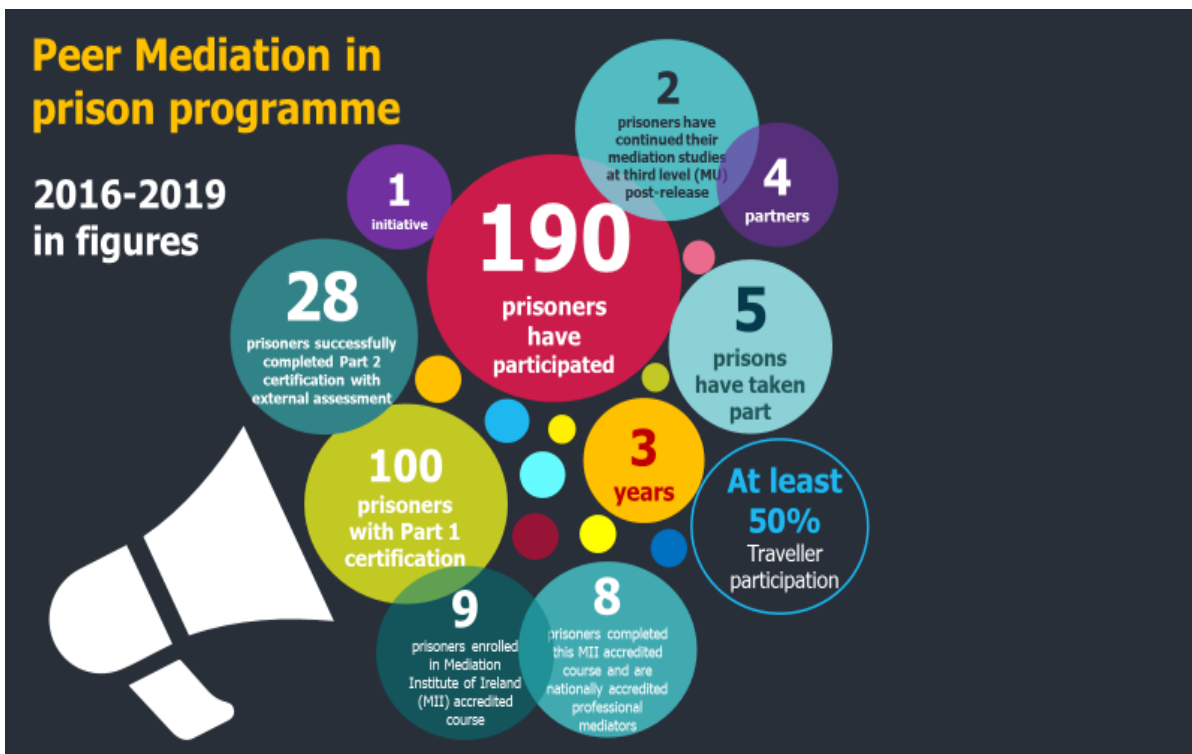 Peer Mediation in
prison programme
2016-2019
in figures
2
prisoners have
continued their
mediation studies
at third level (MU)
post-release
4
partners
1
initiative
190
prisoners
have
participated
28
prisoners successfully
completed Part 2
certification with
external assessment
5
prisons
have taken
part
3
years
100
prisoners
with Part 1
certification
At least
50%
Traveller
participation
9
prisoners enrolled
in Mediation
Institute of Ireland
(MII) accredited
course
8
prisoners completed
this MII accredited
course and are
nationally accredited
professional
mediators